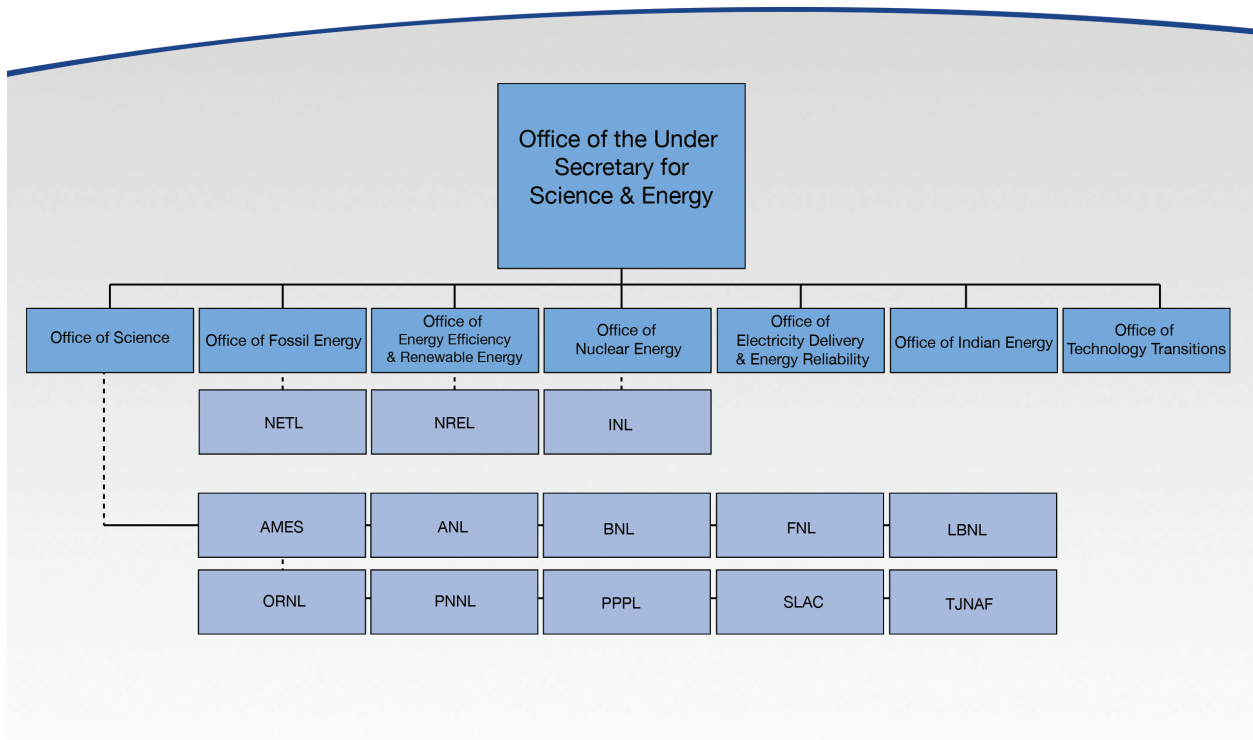 Office of the Under
Secretary for
Science & Energy
Office of Science
Office of Fossil Energy
Office of
Energy Efficiency
& Renewable Energy
Office of
Nuclear Energy
Office of
Electricity Delivery
& Energy Reliability
Office of Indian Energy
Office of
Technology Transitions
NETL
NREL
INL
AMES
ANL
BNL
FNL
LBNL
ORNL
PNNL
PPPL
SLAC
TJNAF